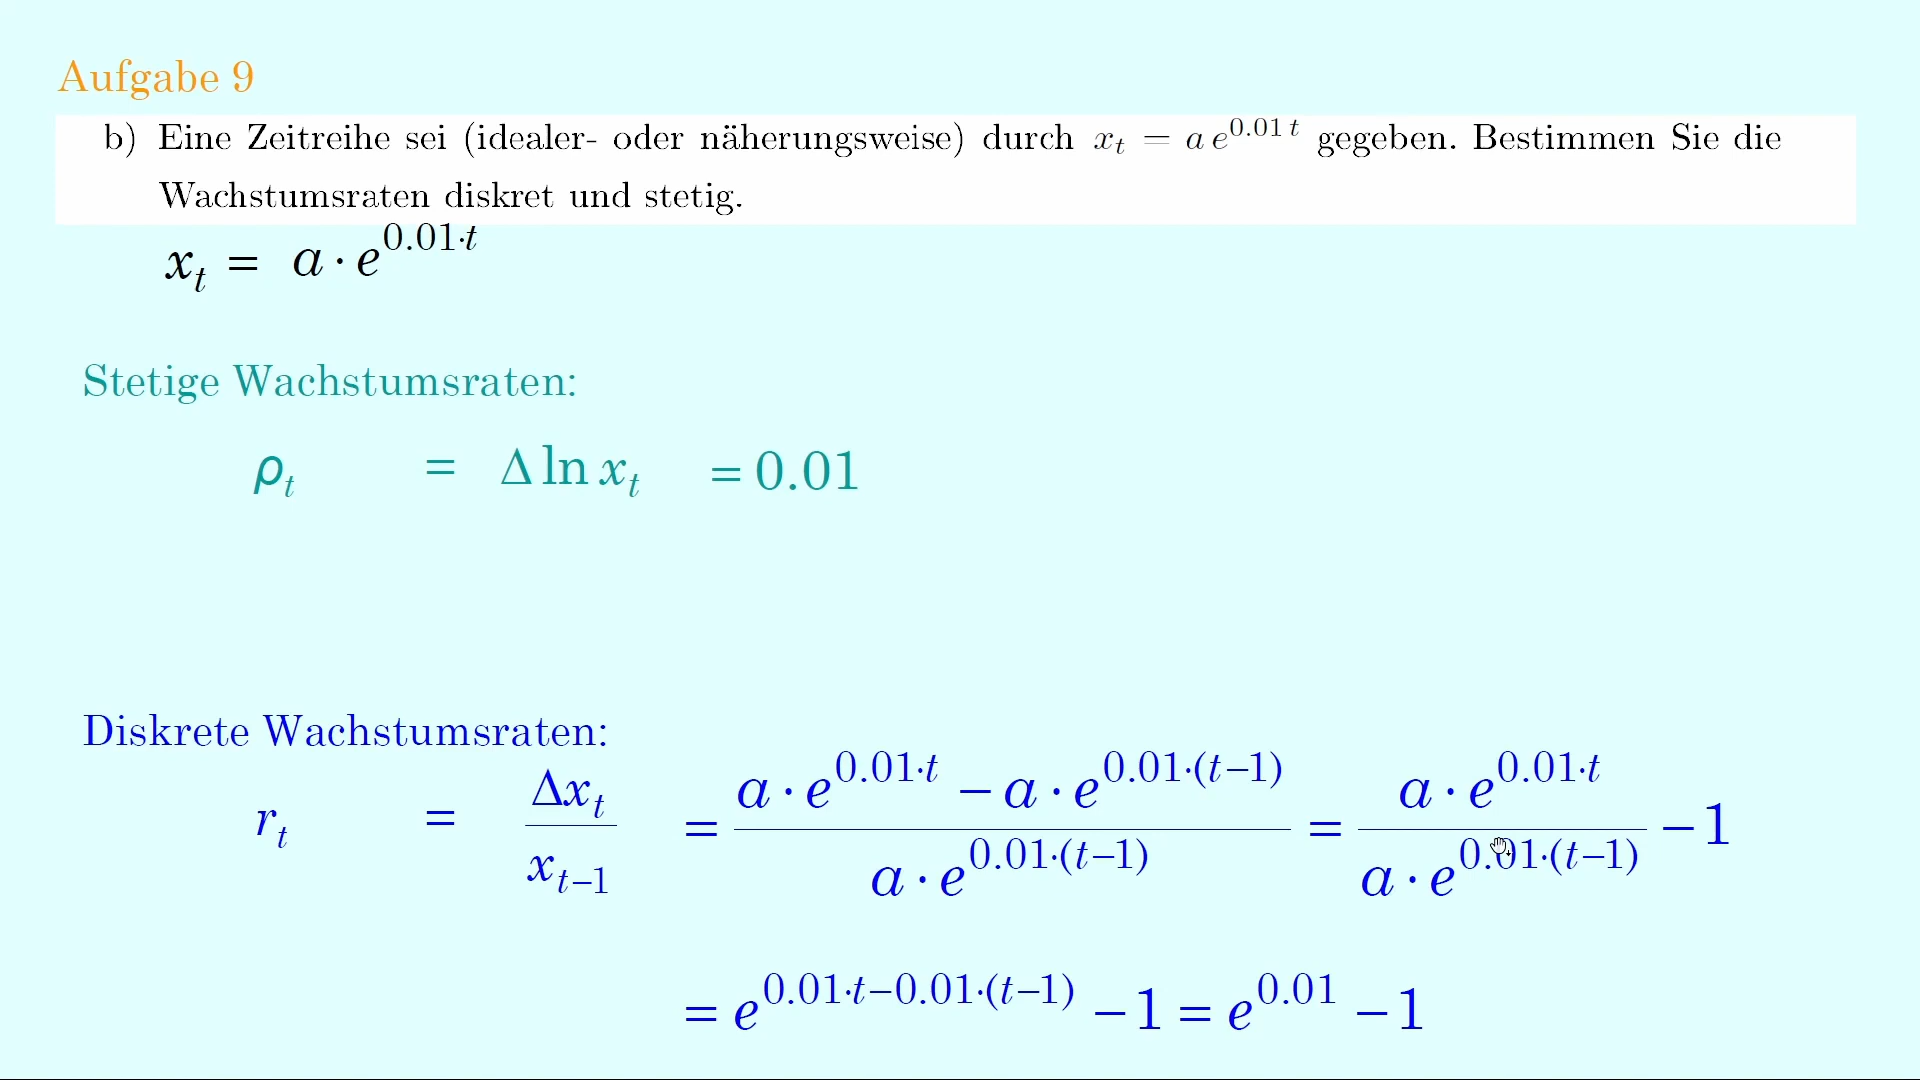 Aufgabe 9
b) Eine Zeitreihe sei (idealer- oder näherungsweise) durch x_t = a e^{0.01 t} gegeben. Bestimmen Sie die
Wachstumsraten diskret und stetig.
x_t = a · e^{0.01·t}
Stetige Wachstumsraten:
ρ_t = Δ ln x_t = 0.01
Diskrete Wachstumsraten:
r_t = \frac{Δx_t}{x_{t−1}} = \frac{a · e^{0.01·t} − a · e^{0.01·(t−1)}}{a · e^{0.01·(t−1)}} = \frac{a · e^{0.01·t}}{a · e^{0.01·(t−1)}} − 1
= e^{0.01·t−0.01·(t−1)} − 1 = e^{0.01} − 1